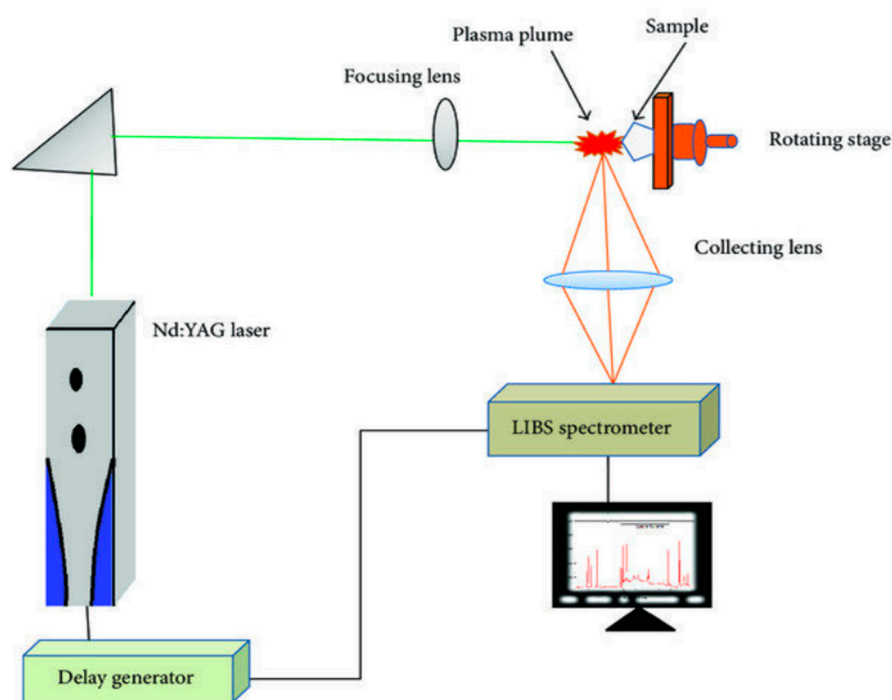 Plasma plume
Sample
Focusing lens
Rotating stage
Collecting lens
Nd:YAG laser
LIBS spectrometer
Delay generator